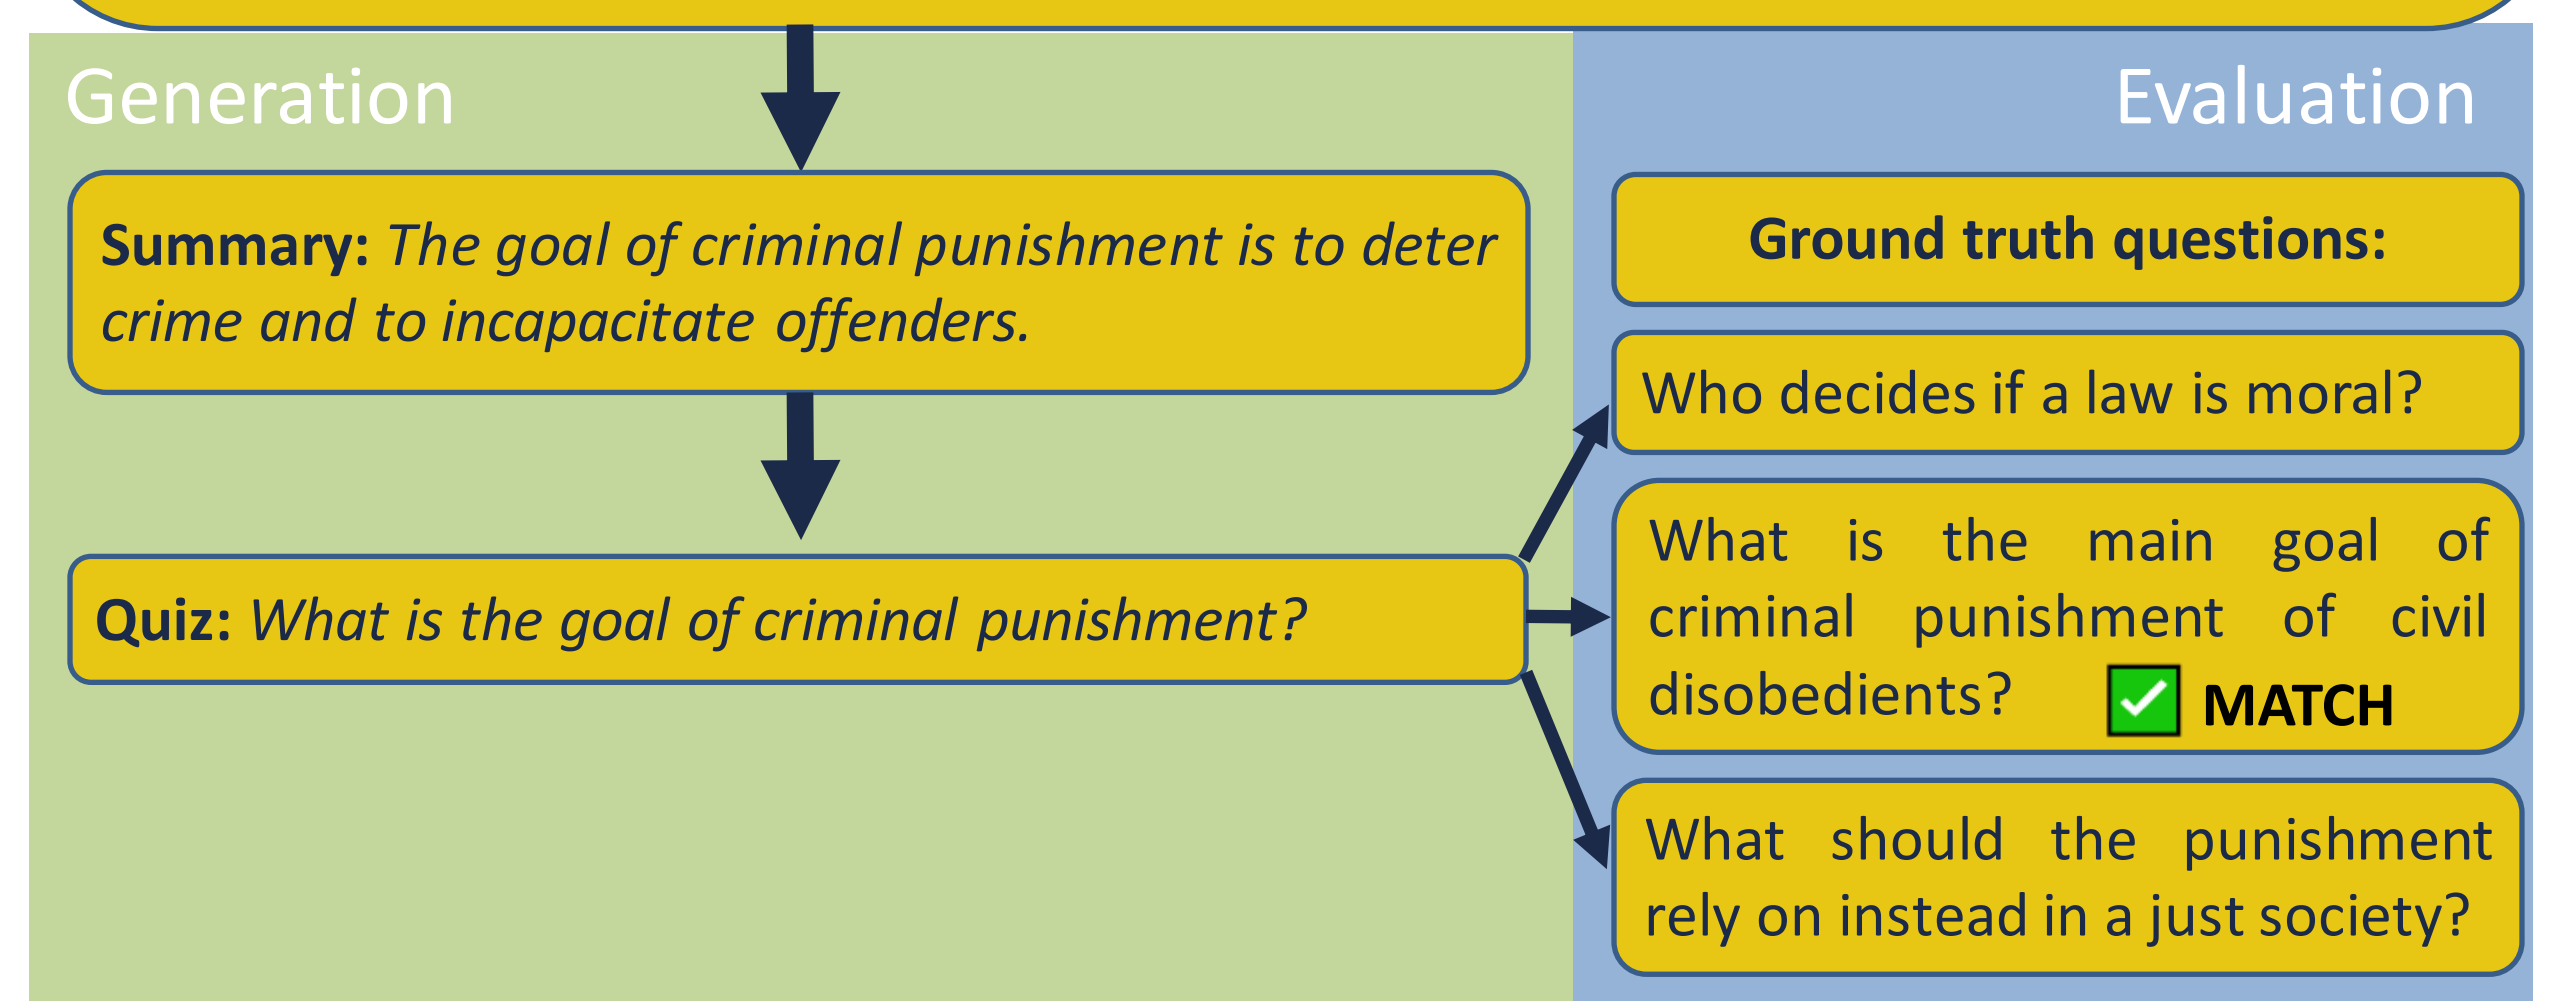 Generation
Evaluation
Summary: The goal of criminal punishment is to deter
crime and to incapacitate offenders.
Quiz: What is the goal of criminal punishment?
Ground truth questions:
Who decides if a law is moral?
What is the main goal of
criminal punishment of civil
disobedients? MATCH
What should the punishment
rely on instead in a just society?